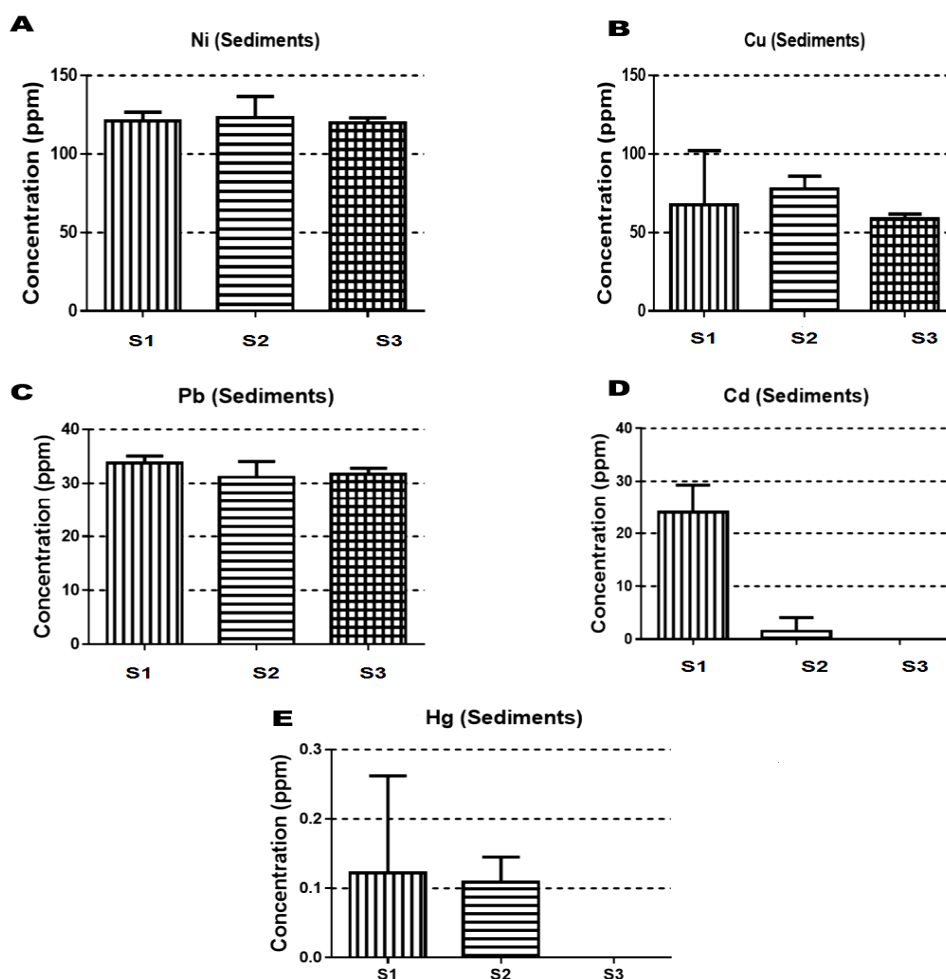 A
Ni (Sediments)
Concentration (ppm)
150
100
50
0
S1 S2 S3
B
Cu (Sediments)
Concentration (ppm)
150
100
50
0
S1 S2 S3
C
Pb (Sediments)
Concentration (ppm)
40
30
20
10
0
S1 S2 S3
D
Cd (Sediments)
Concentration (ppm)
40
30
20
10
0
S1 S2 S3
E
Hg (Sediments)
Concentration (ppm)
0.3
0.2
0.1
0.0
S1 S2 S3